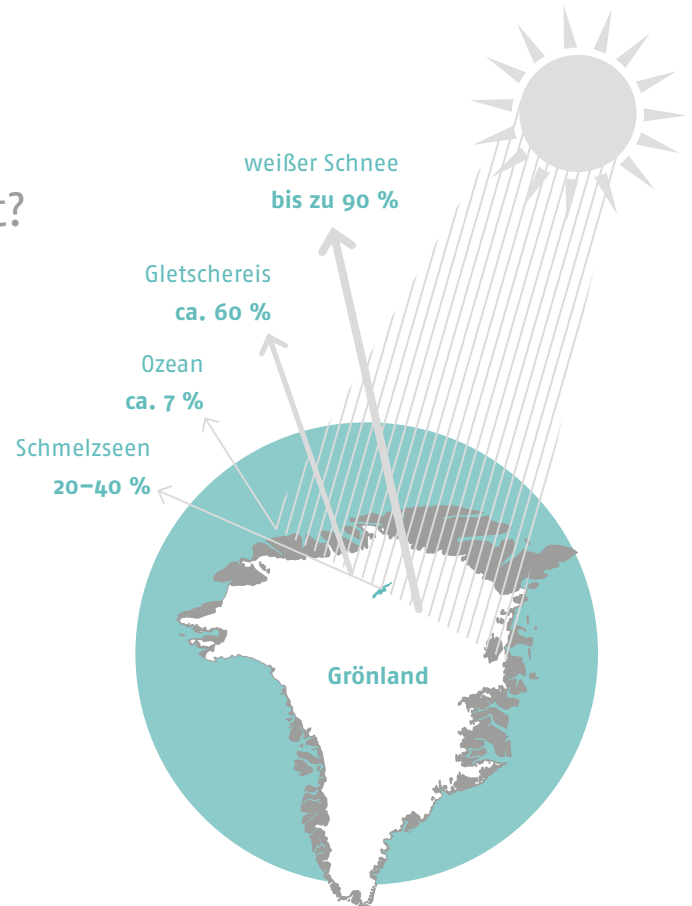 weißer Schnee
bis zu 90 %
t?
Gletschereis
ca. 60 %
Ozean
ca. 7 %
Schmelzseen
20–40 %
Grönland